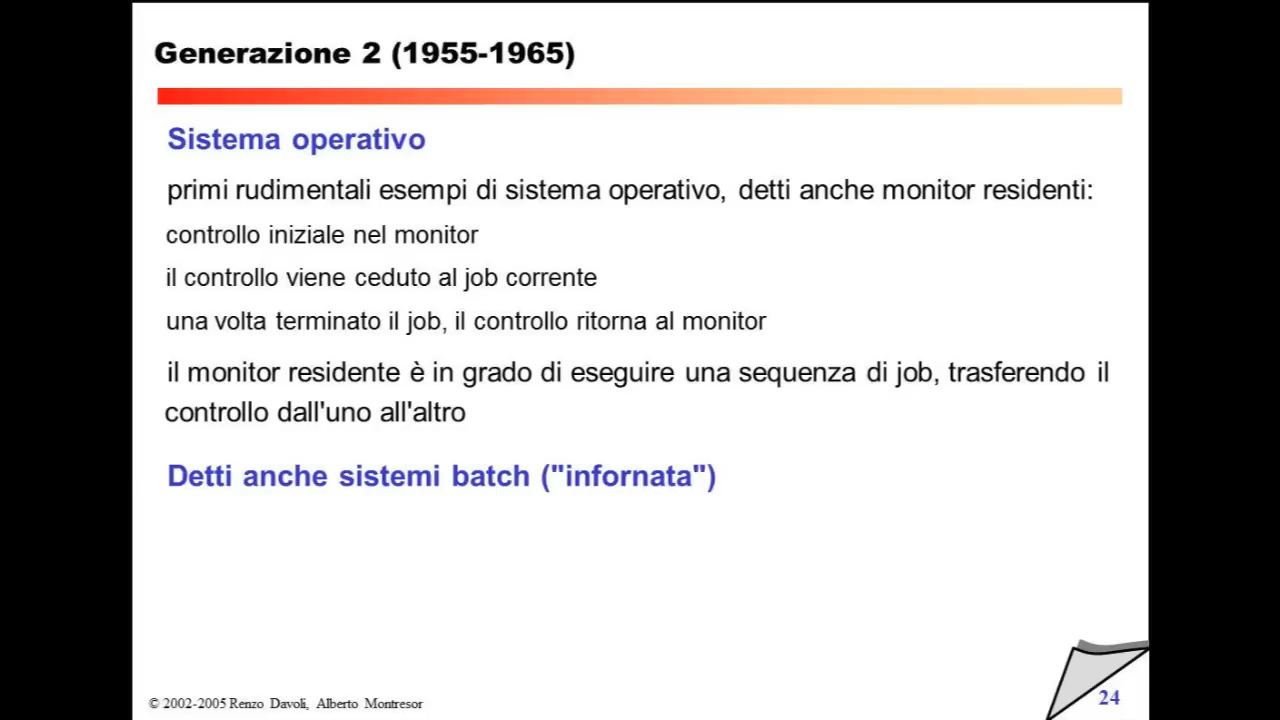 Generazione 2 (1955-1965)
Sistema operativo
primi rudimentali esempi di sistema operativo, detti anche monitor residenti:
controllo iniziale nel monitor
il controllo viene ceduto al job corrente
una volta terminato il job, il controllo ritorna al monitor
il monitor residente è in grado di eseguire una sequenza di job, trasferendo il
controllo dall'uno all'altro
Detti anche sistemi batch ("infornata")
© 2002-2005 Renzo Davoli, Alberto Montresor
24